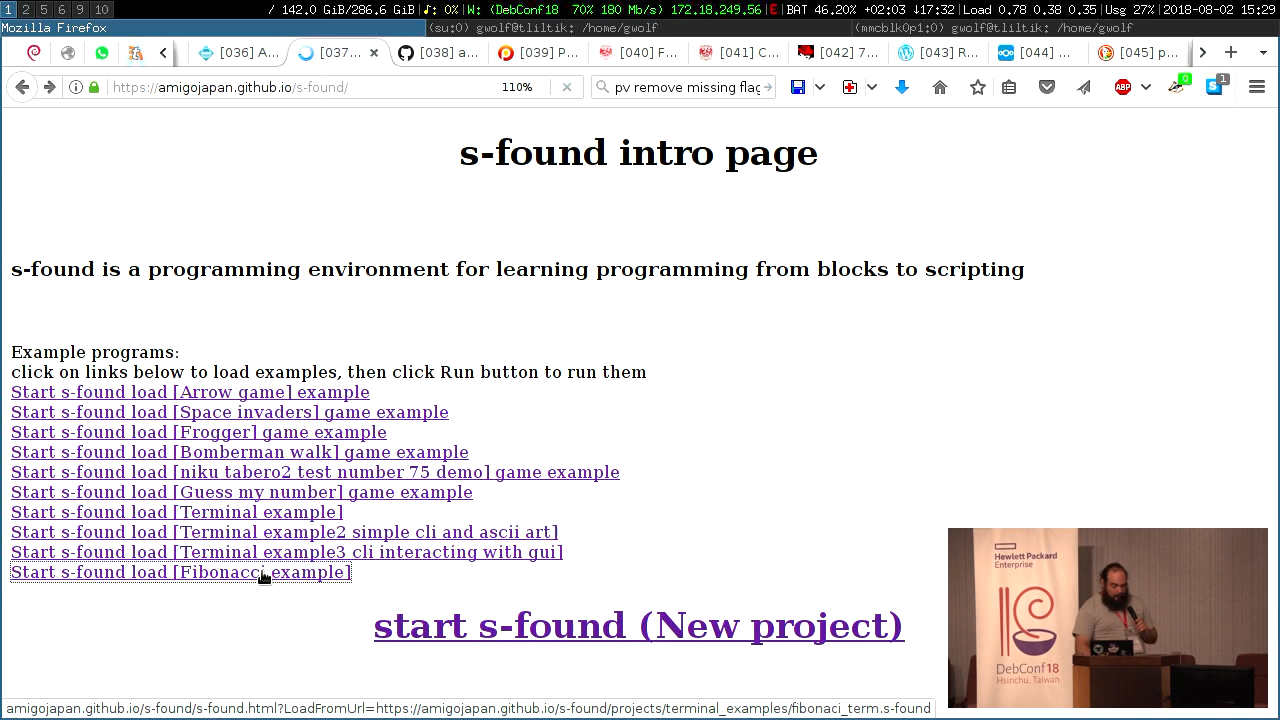 1 2 5 6 9 10 / 142.0 GiB/286.6 GiB|♪: 0%|W: (DebConf18 70% 180 Mb/s) 172.18.249.56|E|BAT 46.20% +02:03 ↓17:32|Load 0.78 0.38 0.35|Usg 27%|2018-08-02 15:29
Mozilla Firefox (su:0) gwolf@tliltik: /home/gwolf (mmcblk0p1:0) gwolf@tliltik: /home/gwolf
[036] A... [037... [038] a... [039] P... [040] F... [041] C... [042] 7... [043] R... [044] ... [045] p...
https://amigojapan.github.io/s-found/ 110% pv remove missing flag ABP 0 1
s-found intro page
s-found is a programming environment for learning programming from blocks to scripting
Example programs:
click on links below to load examples, then click Run button to run them
Start s-found load [Arrow game] example
Start s-found load [Space invaders] game example
Start s-found load [Frogger] game example
Start s-found load [Bomberman walk] game example
Start s-found load [niku tabero2 test number 75 demo] game example
Start s-found load [Guess my number] game example
Start s-found load [Terminal example]
Start s-found load [Terminal example2 simple cli and ascii art]
Start s-found load [Terminal example3 cli interacting with gui]
Start s-found load [Fibonacci example]
start s-found (New project)
Hewlett Packard
Enterprise
DebConf18
Hsinchu, Taiwan
amigojapan.github.io/s-found/s-found.html?LoadFromUrl=https://amigojapan.github.io/s-found/projects/terminal_examples/fibonaci_term.s-found